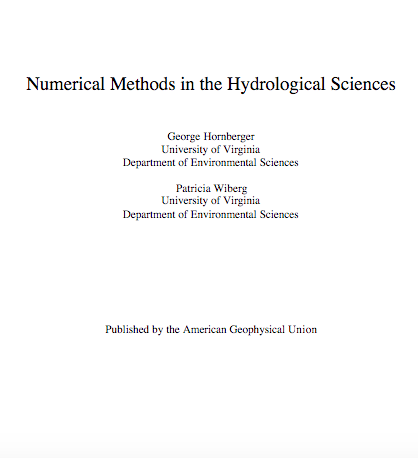 Numerical Methods in the Hydrological Sciences
George Hornberger
University of Virginia
Department of Environmental Sciences
Patricia Wiberg
University of Virginia
Department of Environmental Sciences
Published by the American Geophysical Union